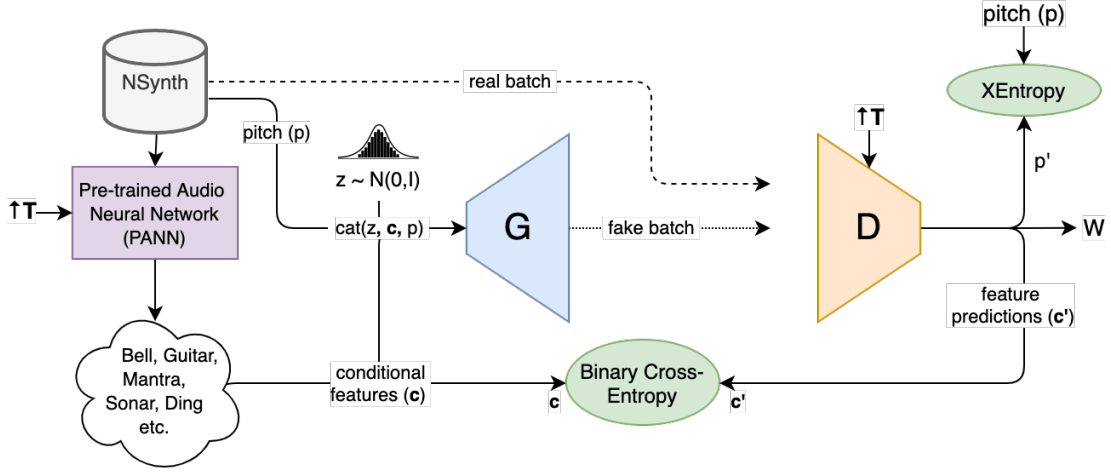 pitch (p)
NSynth
real batch
XEntropy
pitch (p)
↑T
p'
z ~ N(0,I)
Pre-trained Audio
Neural Network
(PANN)
↑T
cat(z, c, p)
G
fake batch
D
W
feature
predictions (c')
Bell, Guitar,
Mantra,
Sonar, Ding
etc.
conditional
features (c)
c
Binary Cross-
Entropy
c'